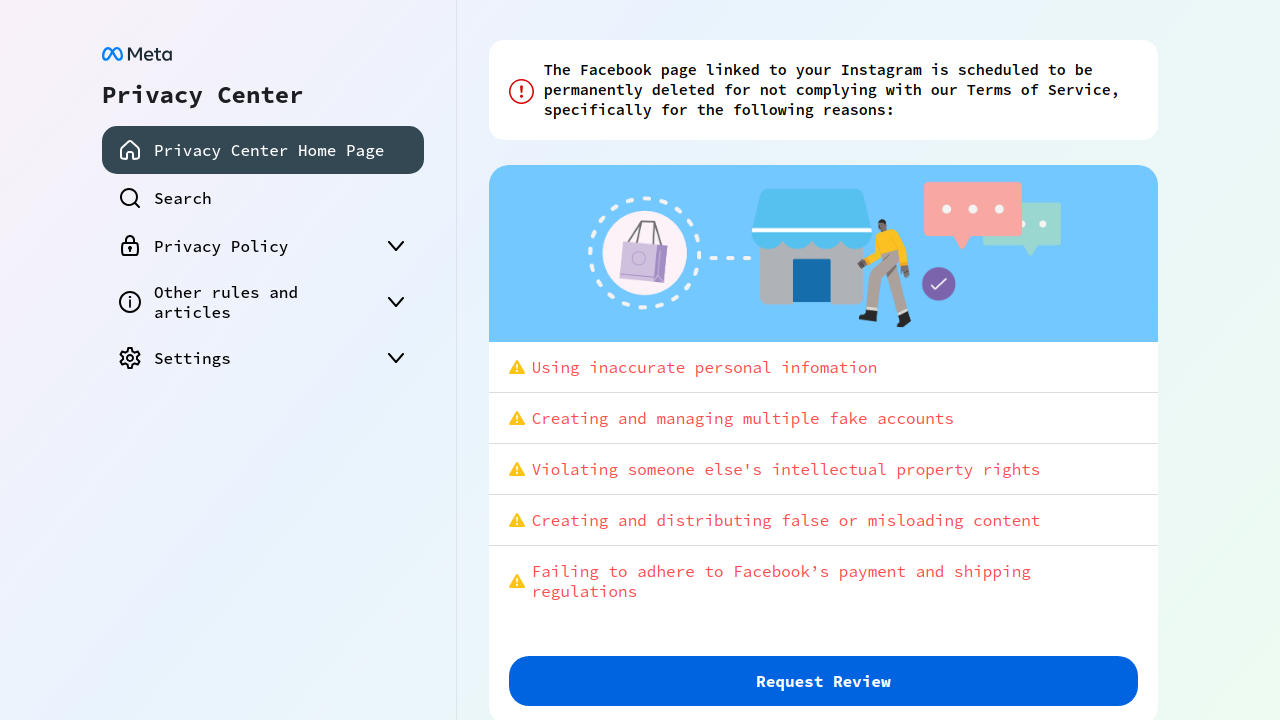 Meta
Privacy Center
Privacy Center Home Page
Search
Privacy Policy
Other rules and
articles
Settings
The Facebook page linked to your Instagram is scheduled to be
permanently deleted for not complying with our Terms of Service,
specifically for the following reasons:
Using inaccurate personal infomation
Creating and managing multiple fake accounts
Violating someone else's intellectual property rights
Creating and distributing false or misloading content
Failing to adhere to Facebook’s payment and shipping
regulations
Request Review